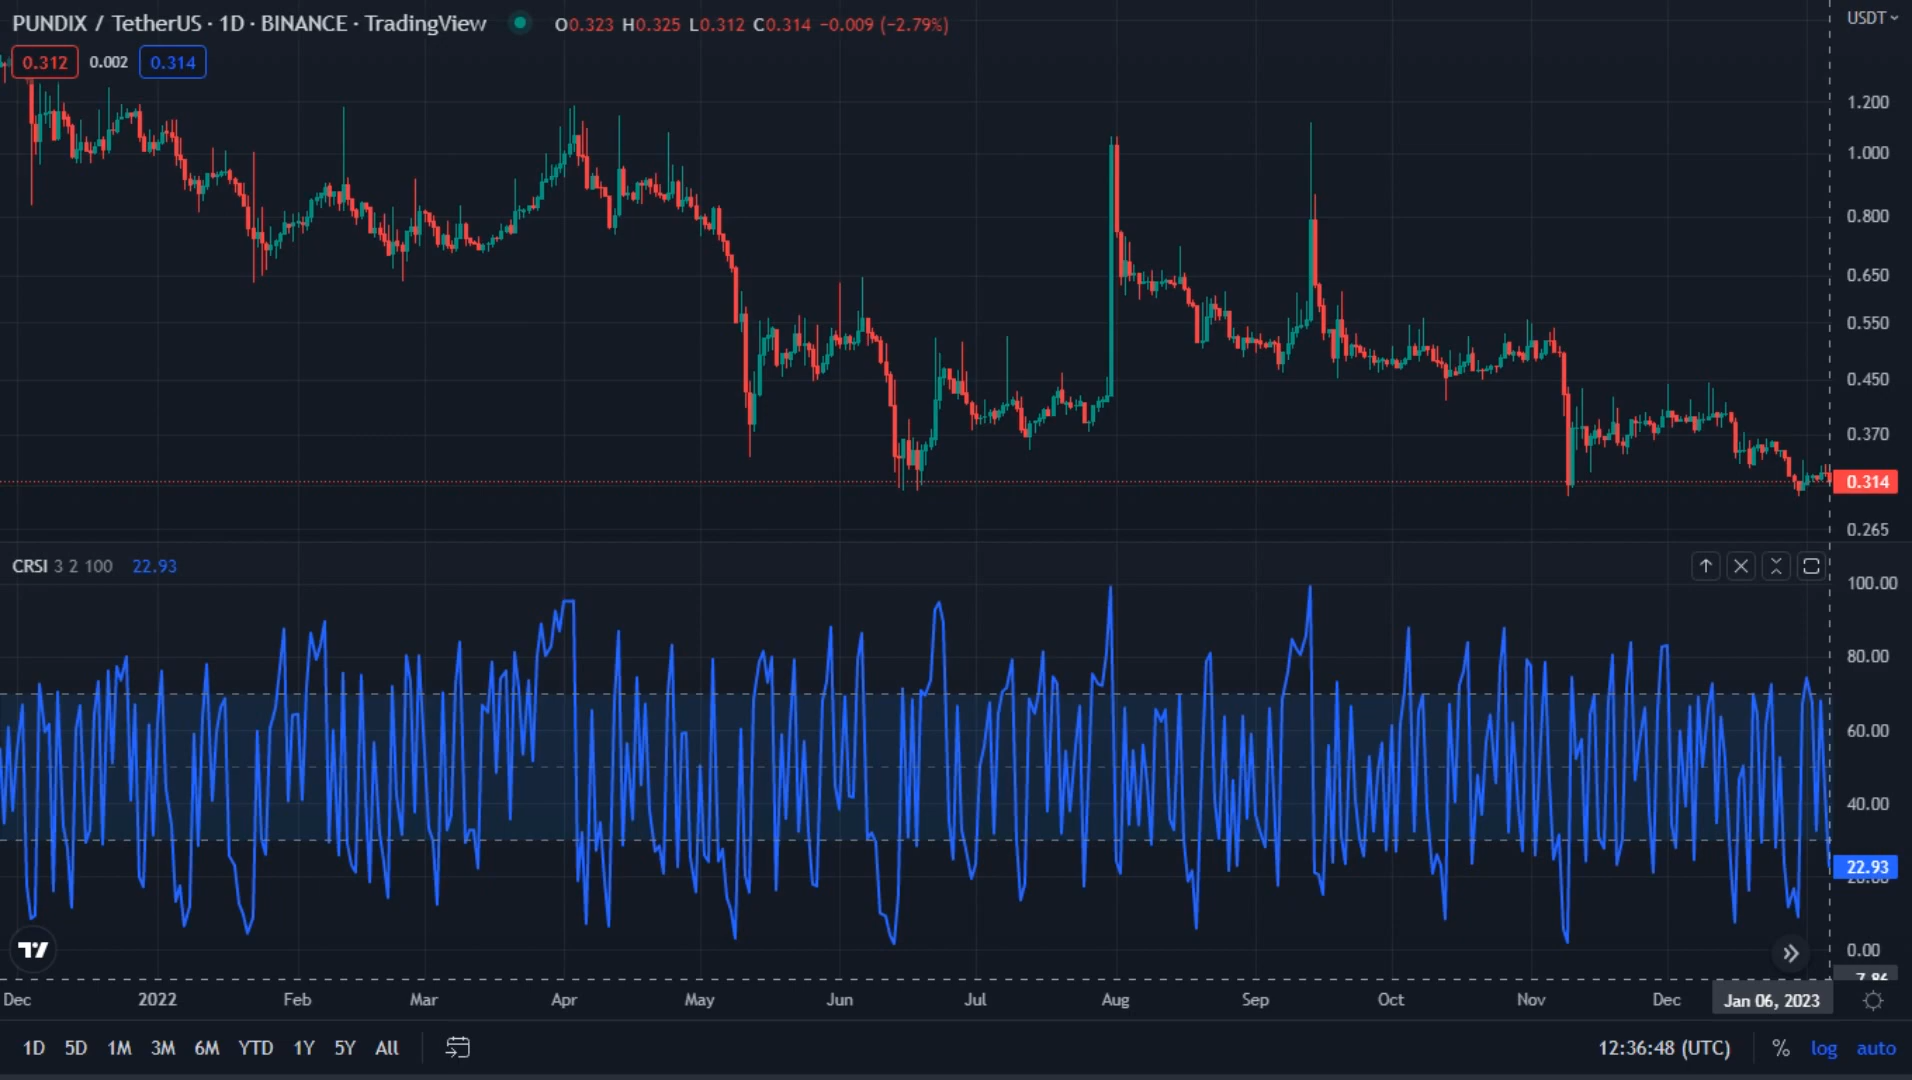 PUNDIX / TetherUS · 1D · BINANCE · TradingView O0.323 H0.325 L0.312 C0.314 −0.009 (−2.79%)
USDT
0.312 0.002 0.314
1.200
1.000
0.800
0.650
0.550
0.450
0.370
0.314
0.265
CRSI 3 2 100 22.93
100.00
80.00
60.00
40.00
22.93
20.00
0.00
-7.86
Dec 2022 Feb Mar Apr May Jun Jul Aug Sep Oct Nov Dec Jan 06, 2023
1D 5D 1M 3M 6M YTD 1Y 5Y All 12:36:48 (UTC) % log auto